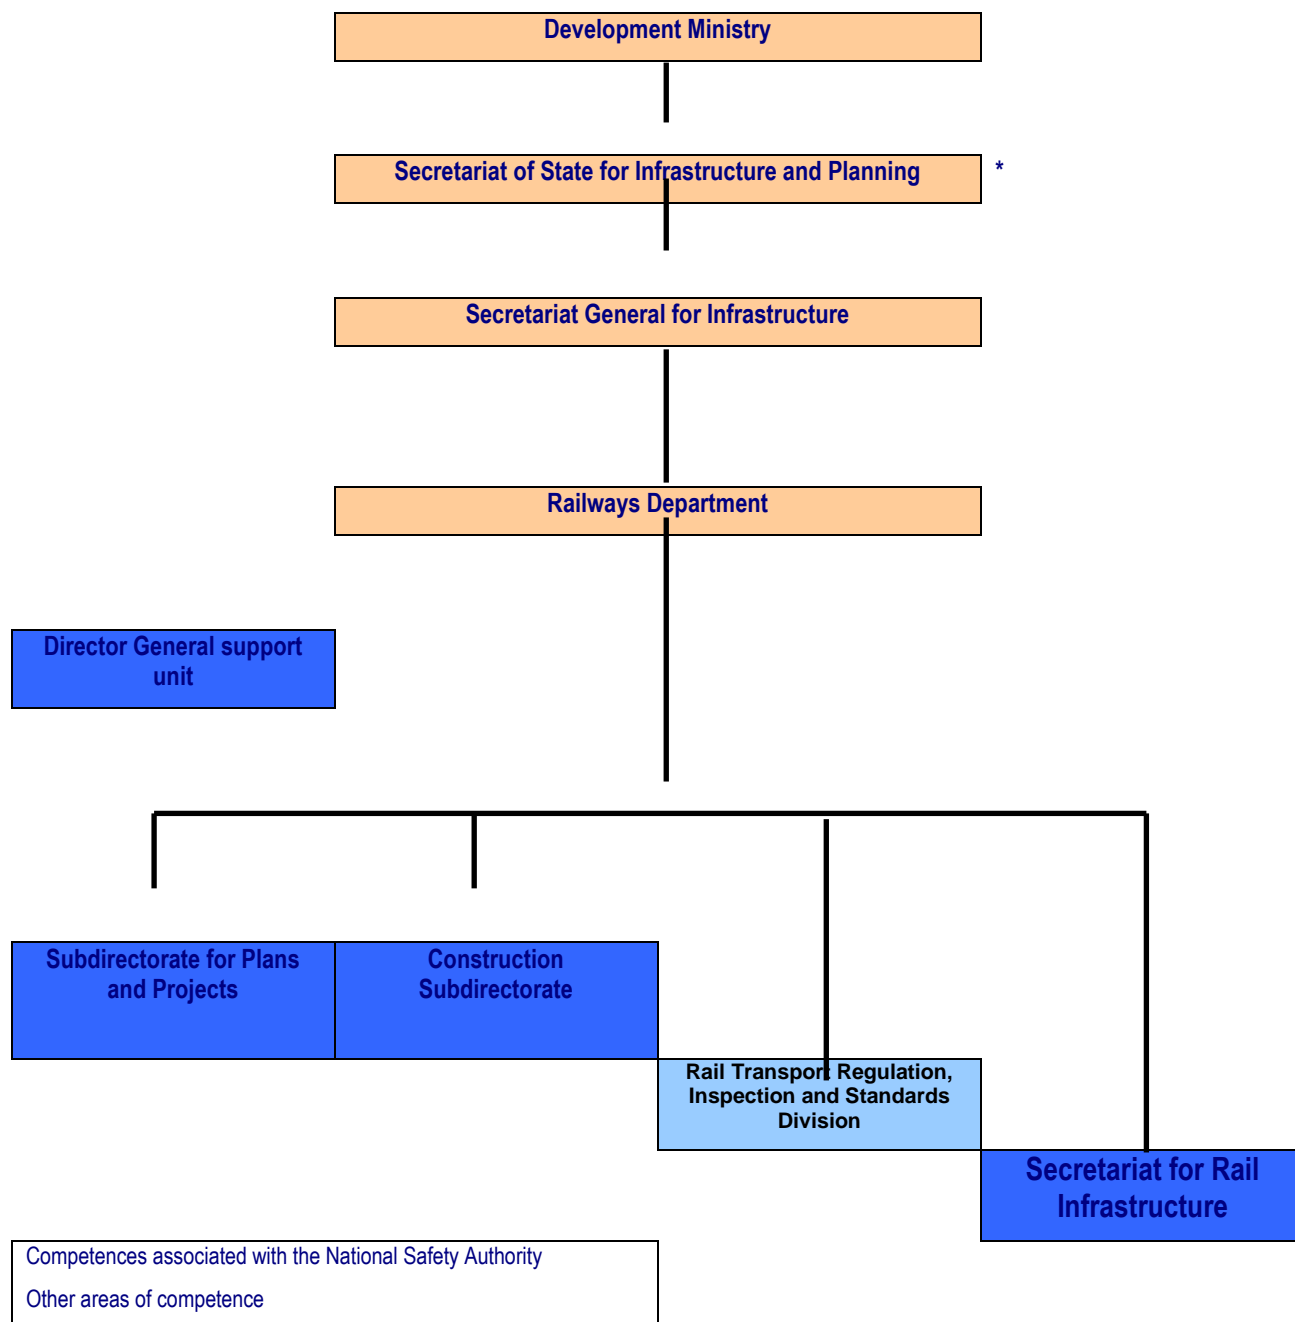 Development Ministry
Secretariat of State for Infrastructure and Planning *
Secretariat General for Infrastructure
Railways Department
Director General support
unit
Subdirectorate for Plans
and Projects
Construction
Subdirectorate
Rail Transport Regulation,
Inspection and Standards
Division
Secretariat for Rail
Infrastructure
Competences associated with the National Safety Authority
Other areas of competence